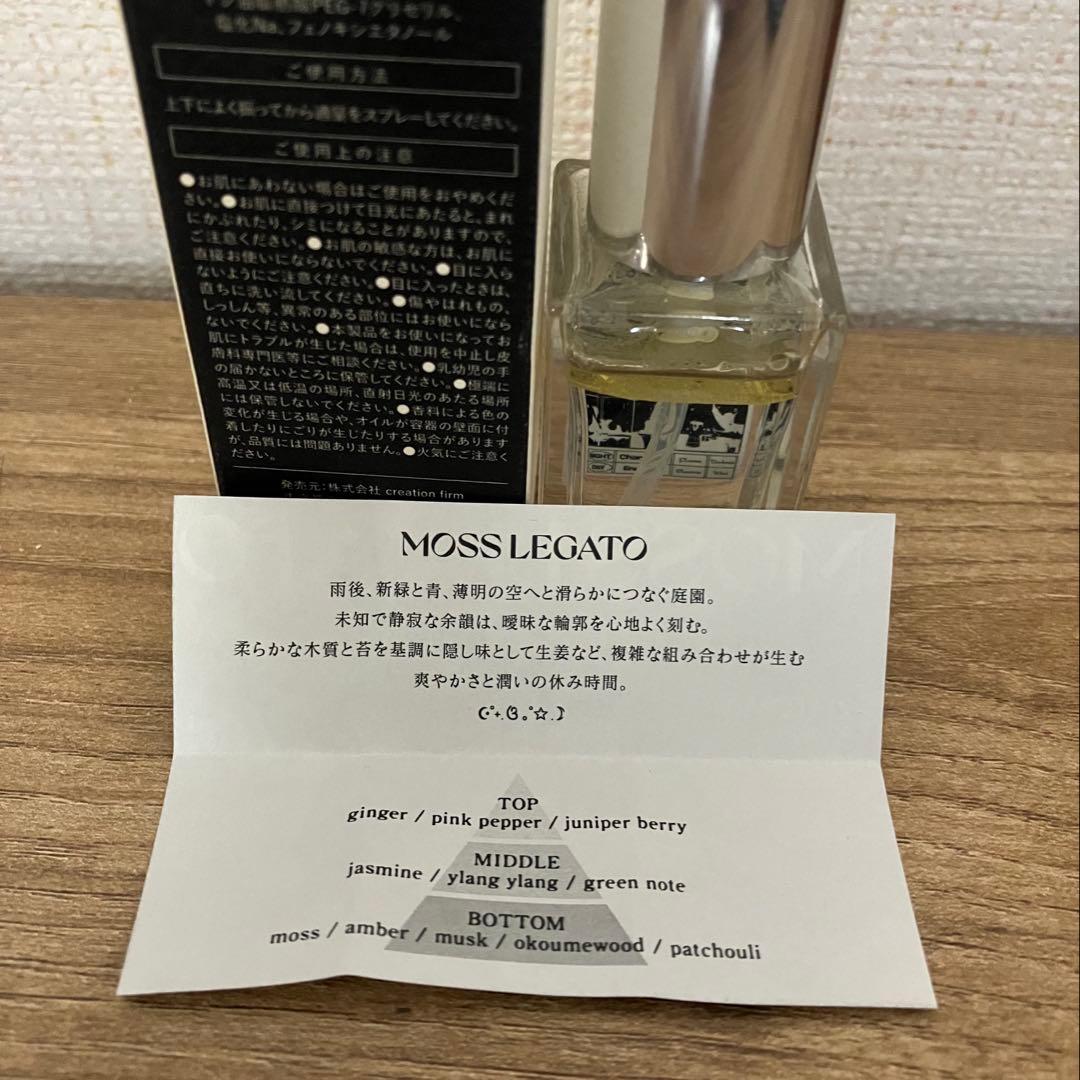 塩化Na、フェノキシエタノール
ご使用方法
上下によく振ってから適量をスプレーしてください。
ご使用上の注意
●お肌にあわない場合はご使用をおやめくだ
さい。●お肌に直接つけて日光にあたると、まれ
にかぶれたり、シミになることがありますので、
ご注意ください。●お肌の敏感な方は、お肌に
直接お使いにならないでください。●目に入ら
ないようにご注意ください。●目に入ったときは、
直ちに洗い流してください。●傷やはれもの、
しっしん等、異常のある部位にはお使いになら
ないでください。●本製品をお使いになってお
肌にトラブルが生じた場合は、使用を中止し皮
膚科専門医等にご相談ください。●乳幼児の手
の届かないところに保管してください。●極端に
高温又は低温の場所、直射日光のあたる場所
には保管しないでください。●香料による色の
変化が生じる場合や、オイルが容器の壁面に付
着したりにごりが生じたりする場合があります
が、品質には問題ありません。●火気にご注意く
ださい。
発売元:株式会社 creation firm
MOSS LEGATO
雨後、新緑と青、薄明の空へと滑らかにつなぐ庭園。
未知で静寂な余韻は、曖昧な輪郭を心地よく刻む。
柔らかな木質と苔を基調に隠し味として生姜など、複雑な組み合わせが生む
爽やかさと潤いの休み時間。
TOP
ginger / pink pepper / juniper berry
MIDDLE
jasmine / ylang ylang / green note
BOTTOM
moss / amber / musk / okoumewood / patchouli